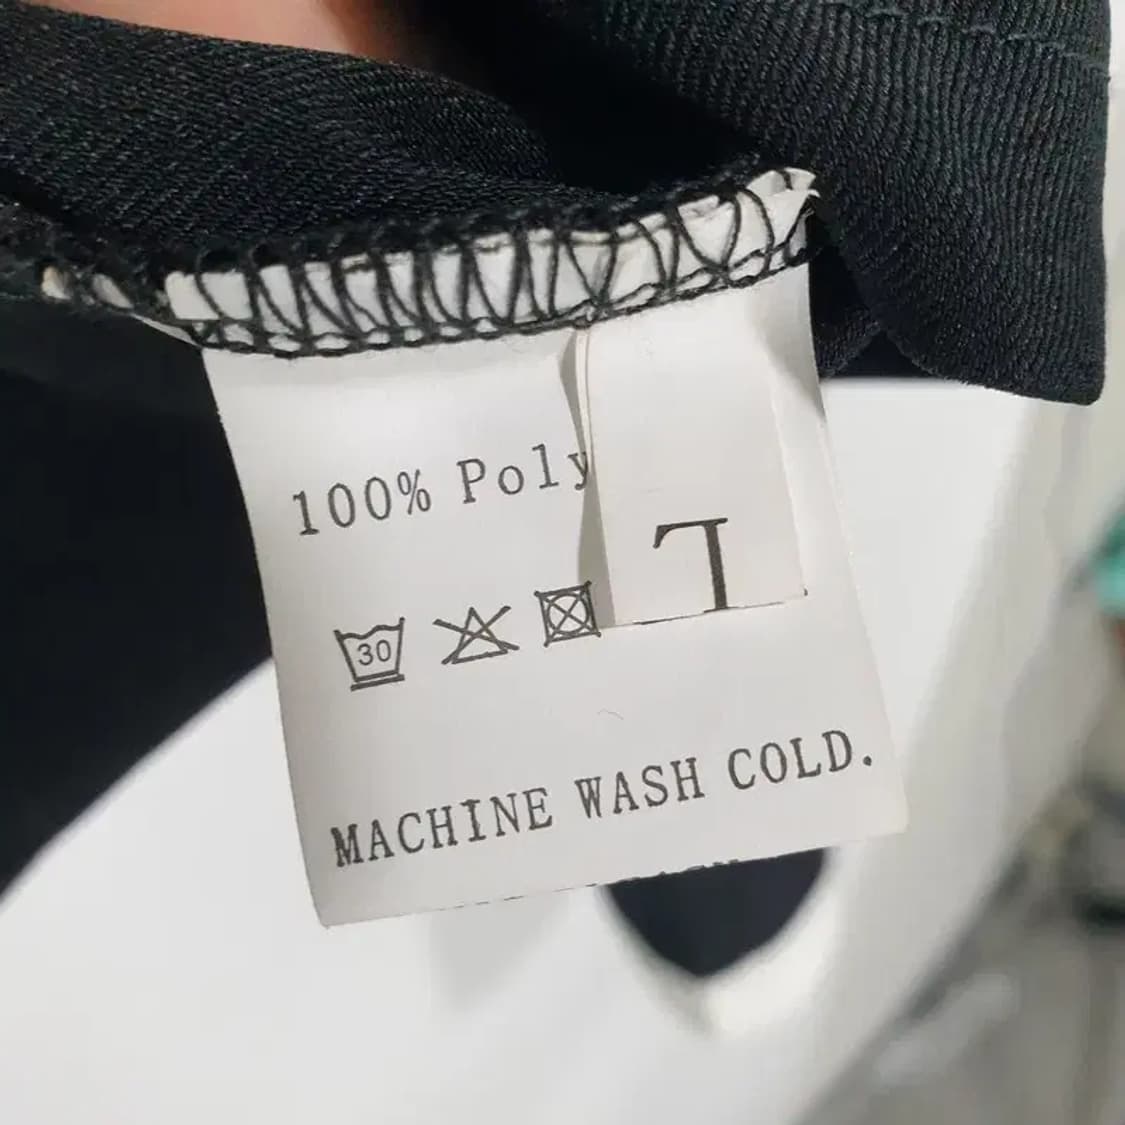 100% Poly
L
30
MACHINE WASH COLD.